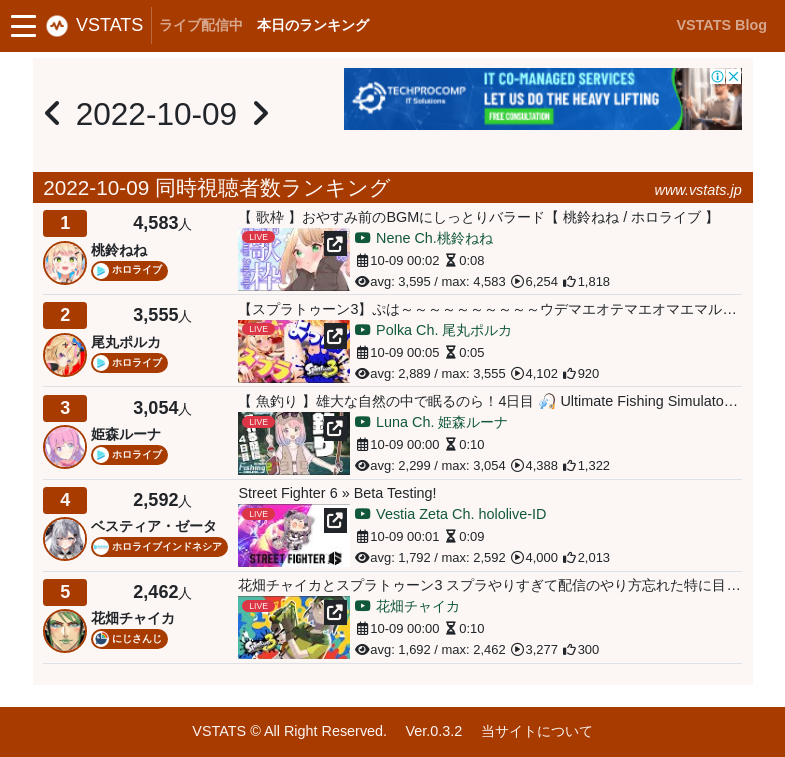 VSTATS ライブ配信中 本日のランキング VSTATS Blog
2022-10-09
TECHPROCOMP
IT Solutions
IT CO-MANAGED SERVICES
LET US DO THE HEAVY LIFTING
FREE CONSULTATION
2022-10-09 同時視聴者数ランキング www.vstats.jp
1 4,583人
桃鈴ねね
ホロライブ
【 歌枠 】おやすみ前のBGMにしっとりバラード【 桃鈴ねね / ホロライブ 】
LIVE
歌枠
Nene Ch.桃鈴ねね
10-09 00:02 0:08
avg: 3,595 / max: 4,583 6,254 1,818
2 3,555人
尾丸ポルカ
ホロライブ
【スプラトゥーン3】ぷは～～～～～～～～～～ウデマエオテマエオマエマル…
LIVE
Polka Ch. 尾丸ポルカ
10-09 00:05 0:05
avg: 2,889 / max: 3,555 4,102 920
3 3,054人
姫森ルーナ
ホロライブ
【 魚釣り 】雄大な自然の中で眠るのら！4日目 🎣 Ultimate Fishing Simulato…
LIVE
Luna Ch. 姫森ルーナ
10-09 00:00 0:10
avg: 2,299 / max: 3,054 4,388 1,322
4 2,592人
ベスティア・ゼータ
ホロライブインドネシア
Street Fighter 6 » Beta Testing!
LIVE
STREET FIGHTER 6
Vestia Zeta Ch. hololive-ID
10-09 00:01 0:09
avg: 1,792 / max: 2,592 4,000 2,013
5 2,462人
花畑チャイカ
にじさんじ
花畑チャイカとスプラトゥーン3 スプラやりすぎて配信のやり方忘れた特に目…
LIVE
花畑チャイカ
10-09 00:00 0:10
avg: 1,692 / max: 2,462 3,277 300
VSTATS © All Right Reserved. Ver.0.3.2 当サイトについて